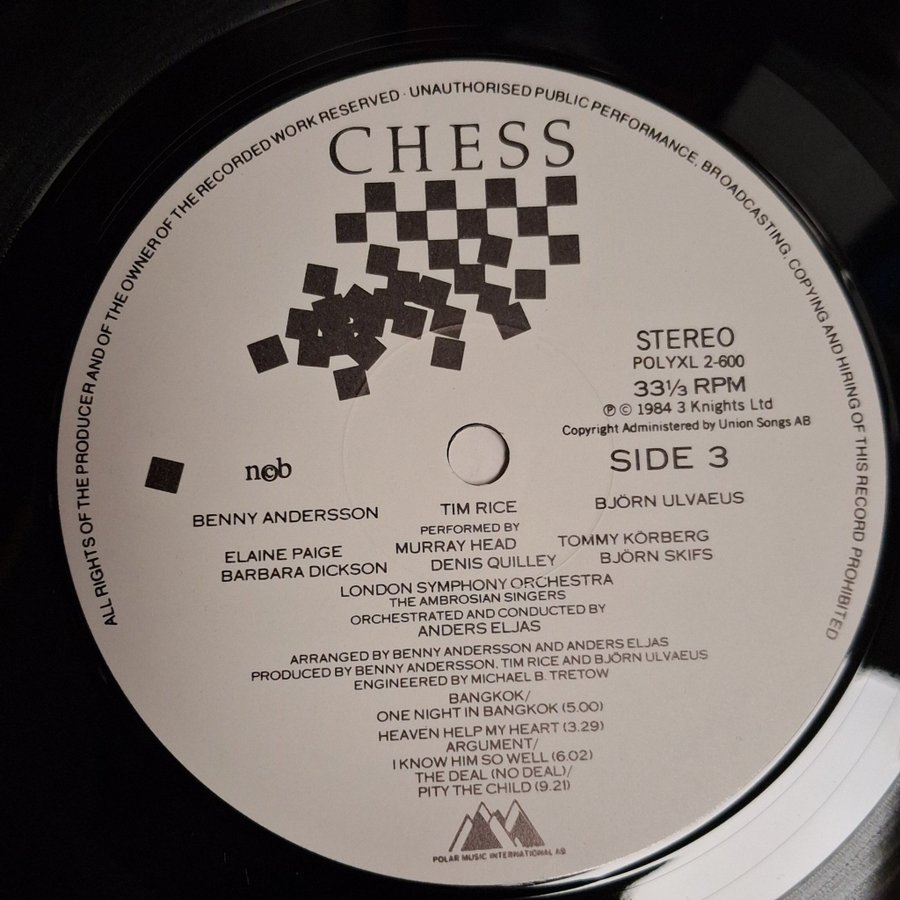 ALL RIGHTS OF THE PRODUCER AND OF THE OWNER OF THE RECORDED WORK RESERVED · UNAUTHORISED PUBLIC PERFORMANCE, BROADCASTING, COPYING AND HIRING OF THIS RECORD PROHIBITED
CHESS
STEREO
POLYXL 2-600
33⅓ RPM
℗ © 1984 3 Knights Ltd
Copyright Administered by Union Songs AB
SIDE 3
ncb
BENNY ANDERSSON TIM RICE BJÖRN ULVAEUS
PERFORMED BY
ELAINE PAIGE MURRAY HEAD TOMMY KÖRBERG
BARBARA DICKSON DENIS QUILLEY BJÖRN SKIFS
LONDON SYMPHONY ORCHESTRA
THE AMBROSIAN SINGERS
ORCHESTRATED AND CONDUCTED BY
ANDERS ELJAS
ARRANGED BY BENNY ANDERSSON AND ANDERS ELJAS
PRODUCED BY BENNY ANDERSSON, TIM RICE AND BJÖRN ULVAEUS
ENGINEERED BY MICHAEL B. TRETOW
BANGKOK/
ONE NIGHT IN BANGKOK (5.00)
HEAVEN HELP MY HEART (3.29)
ARGUMENT/
I KNOW HIM SO WELL (6.02)
THE DEAL (NO DEAL)/
PITY THE CHILD (9.21)
POLAR MUSIC INTERNATIONAL AB